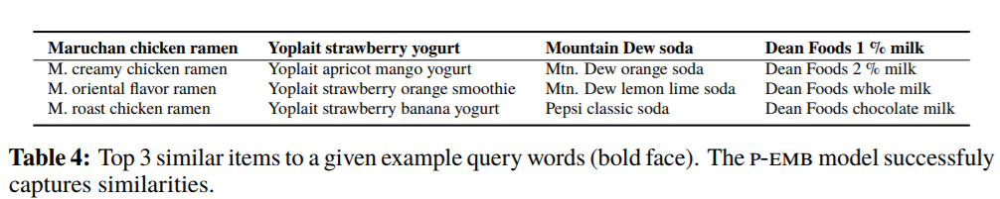 Maruchan chicken ramen Yoplait strawberry yogurt Mountain Dew soda Dean Foods 1 % milk
M. creamy chicken ramen Yoplait apricot mango yogurt Mtn. Dew orange soda Dean Foods 2 % milk
M. oriental flavor ramen Yoplait strawberry orange smoothie Mtn. Dew lemon lime soda Dean Foods whole milk
M. roast chicken ramen Yoplait strawberry banana yogurt Pepsi classic soda Dean Foods chocolate milk
Table 4: Top 3 similar items to a given example query words (bold face). The P-EMB model successfuly
captures similarities.